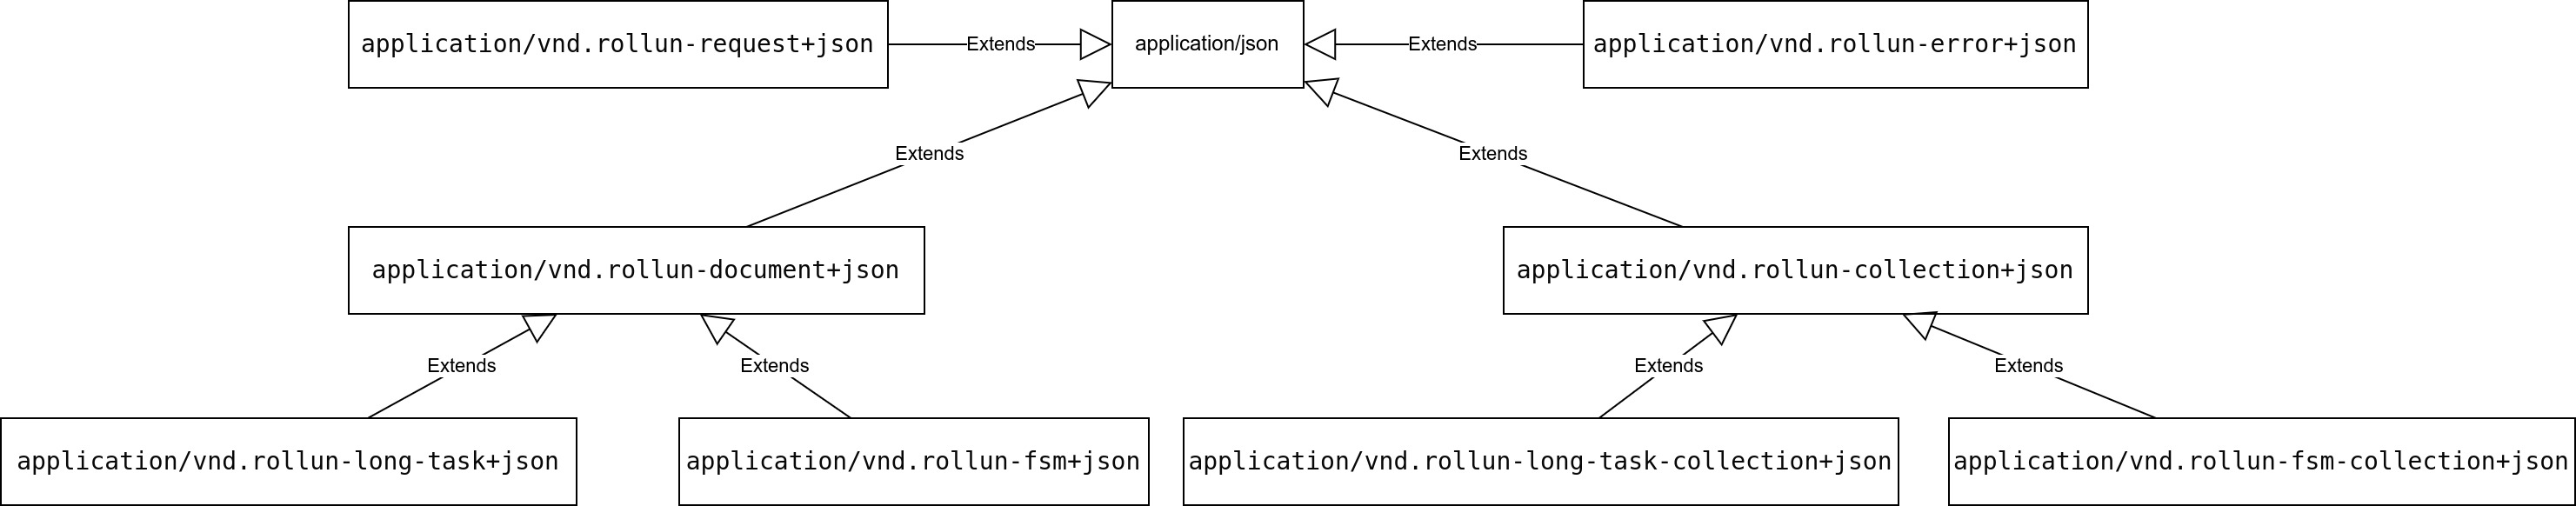 application/vnd.rollun-request+json
Extends
application/json
Extends
application/vnd.rollun-error+json
Extends
Extends
application/vnd.rollun-document+json
application/vnd.rollun-collection+json
Extends
Extends
Extends
Extends
application/vnd.rollun-long-task+json
application/vnd.rollun-fsm+json
application/vnd.rollun-long-task-collection+json
application/vnd.rollun-fsm-collection+json